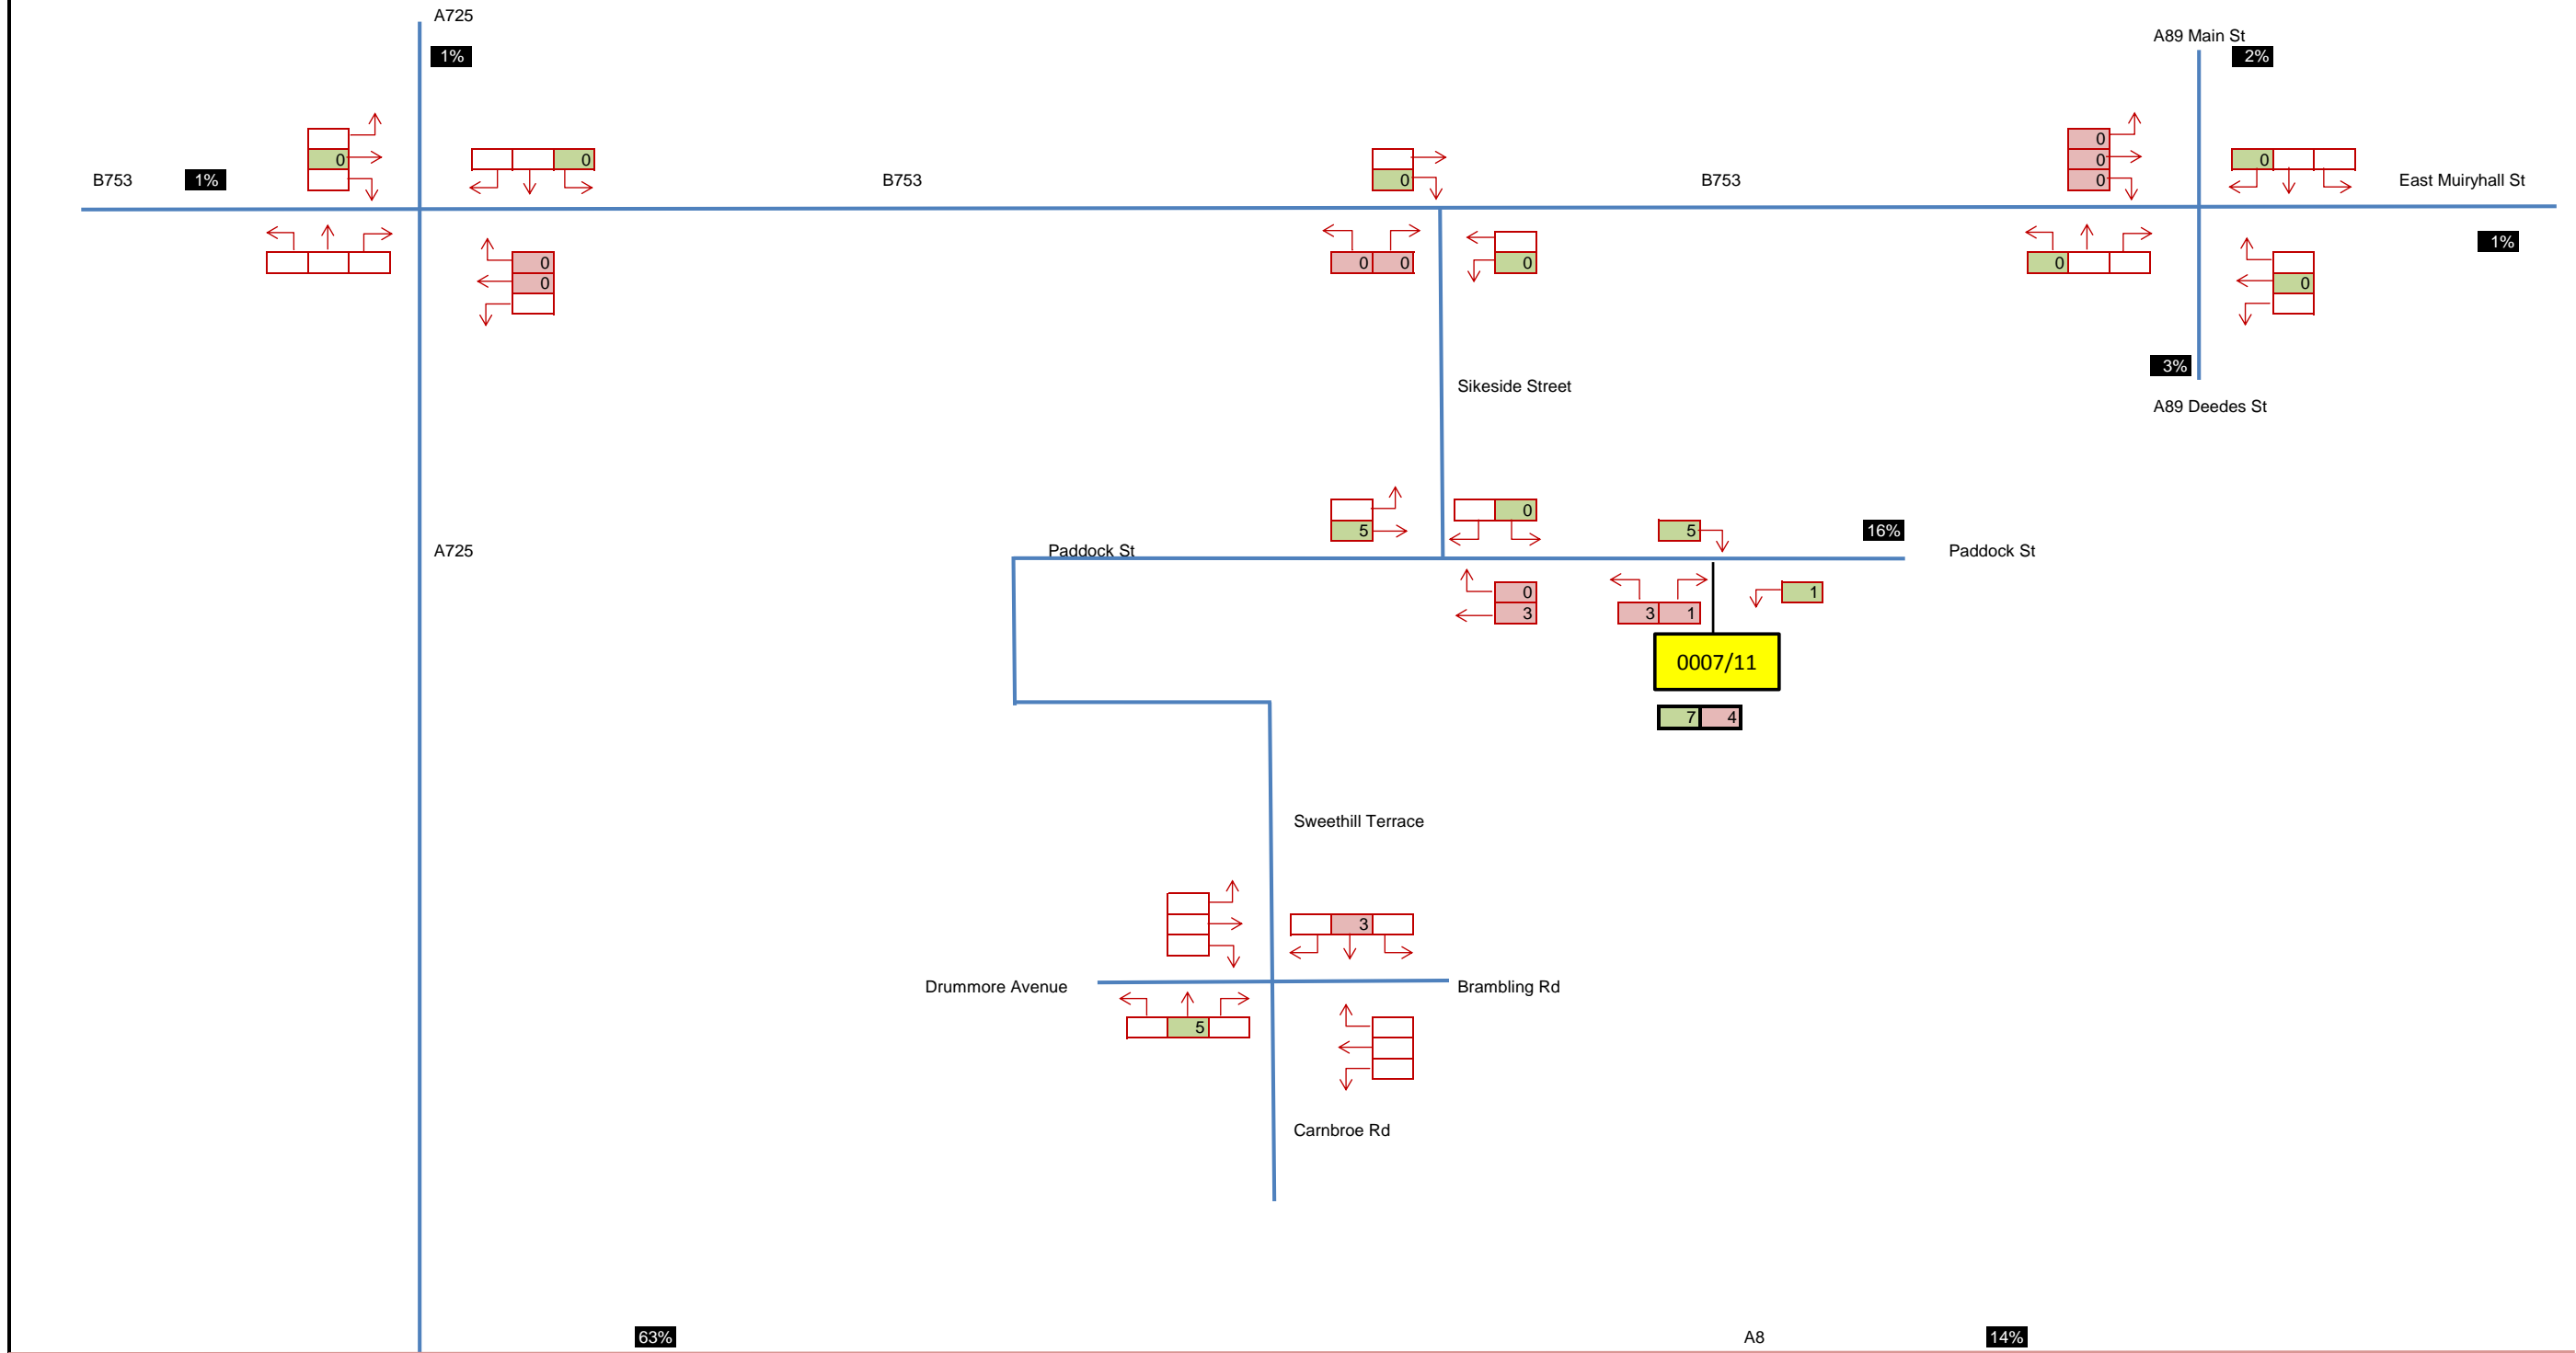 A725
1%
A89 Main St
2%
0
0
0
0
0
0
0
B753
1%
B753
B753
East Muiryhall St
0
0
0
0
0
0
0
1%
3%
Sikeside Street
A89 Deedes St
5
0
5
16%
A725
Paddock St
Paddock St
0
3
3
1
1
0007/11
7
4
Sweethill Terrace
3
Drummore Avenue
Brambling Rd
5
Carnbroe Rd
63%
A8
14%